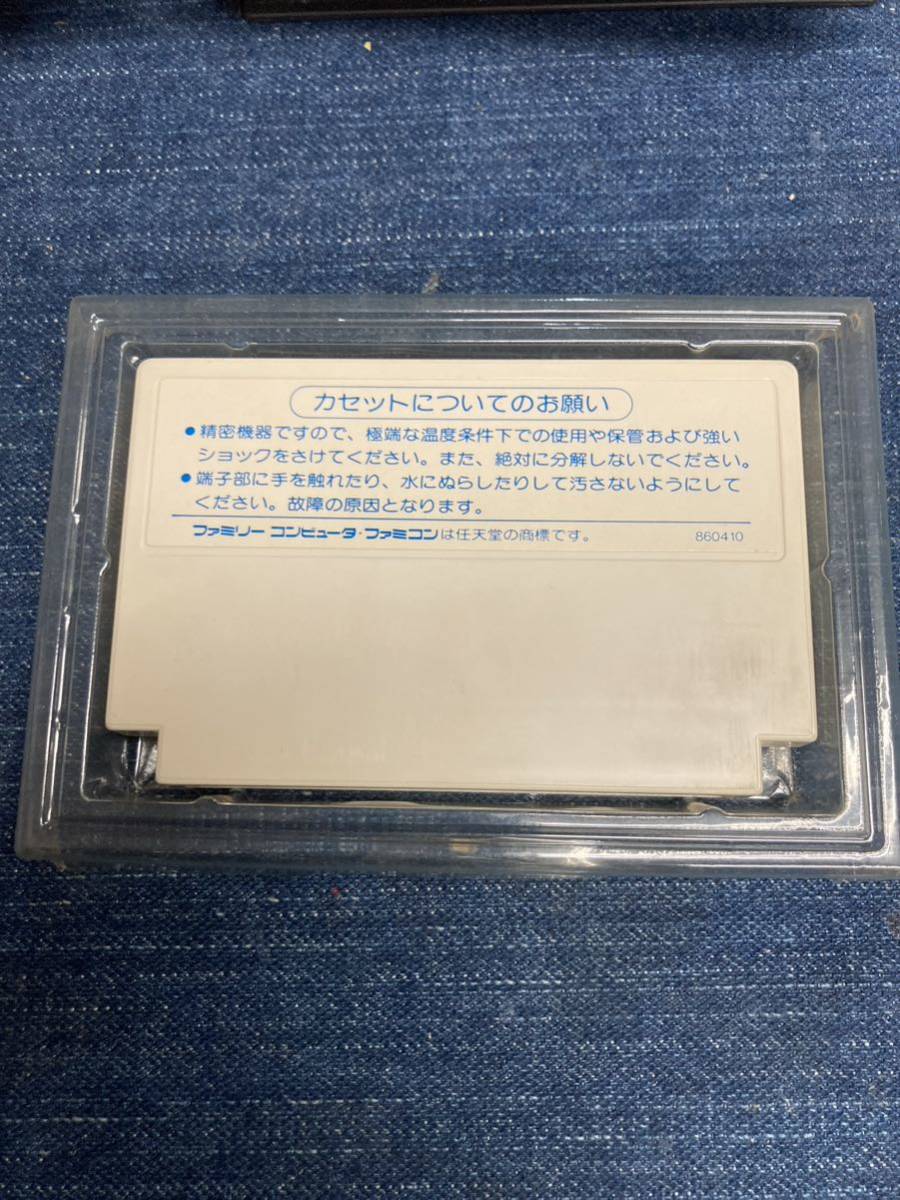 カセットについてのお願い
●精密機器ですので、極端な温度条件下での使用や保管および強い
ショックをさけてください。また、絶対に分解しないでください。
●端子部に手を触れたり、水にぬらしたりして汚さないようにして
ください。故障の原因となります。
ファミリー コンピュータ・ファミコンは任天堂の商標です。 860410